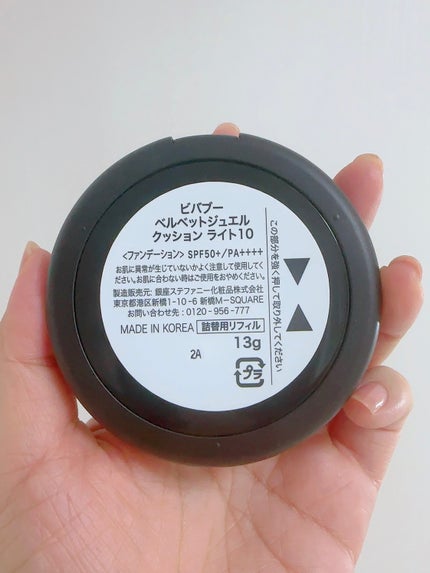 ビバブー
ベルベットジュエル
クッション ライト10
<ファンデーション> SPF50+/PA++++
お肌に異常が生じていないかよく注意して使用してく
ださい。お肌に合わない時はご使用をおやめください。
製造販売元: 銀座ステファニー化粧品株式会社
東京都港区新橋1-10-6 新橋M-SQUARE
お問い合わせ先:0120-956-777
MADE IN KOREA 詰替用リフィル
2A 13g
プラ
この部分を強く押して取り外してください